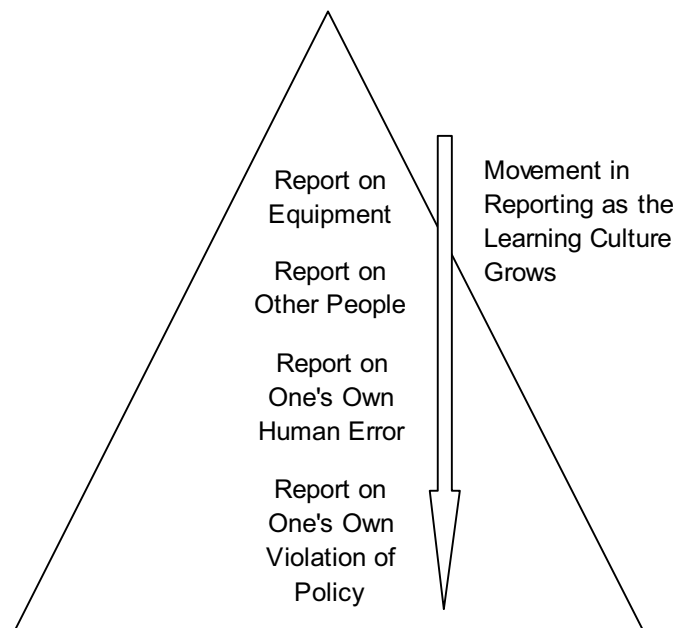 Report on
Equipment
Report on
Other People
Report on
One's Own
Human Error
Report on
One's Own
Violation of
Policy
Movement in
Reporting as the
Learning Culture
Grows